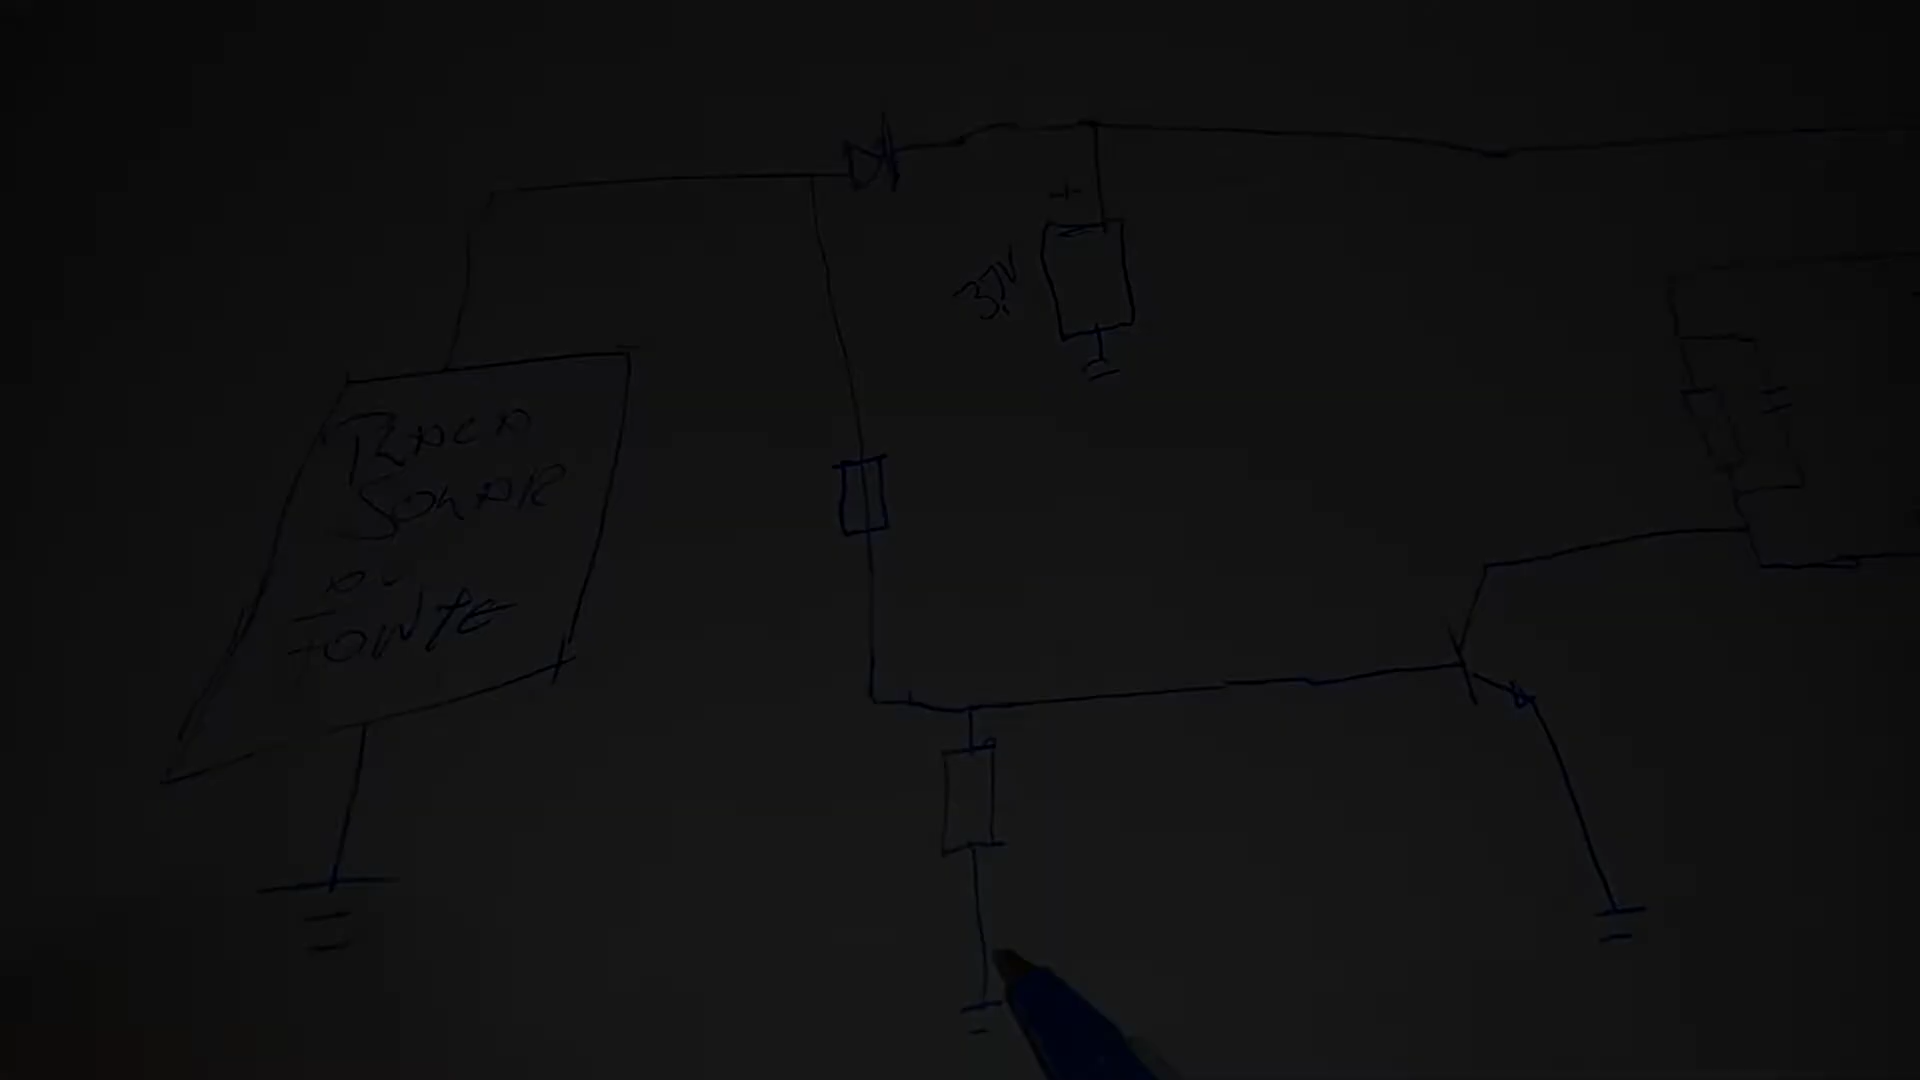 PLACA
SOLAR
OU
FONTE
+
3,7V